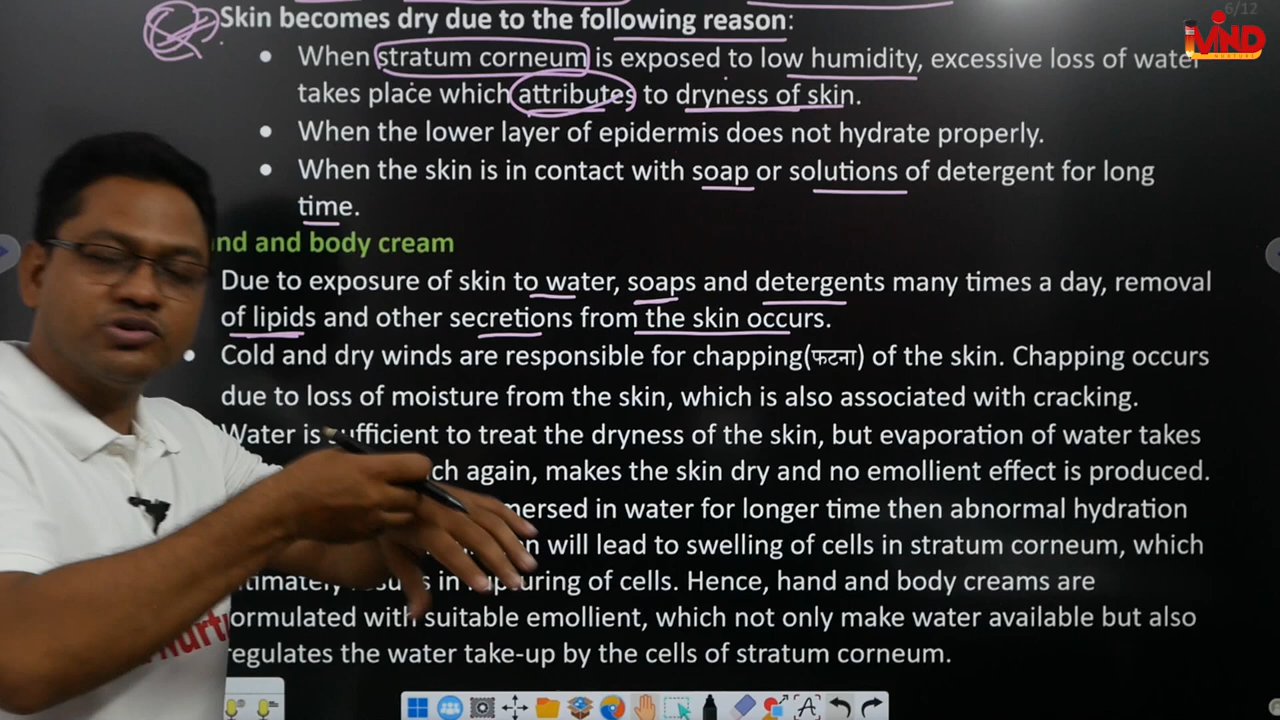 6/12
MIND
Skin becomes dry due to the following reason:
• When stratum corneum is exposed to low humidity, excessive loss of water
takes place which attributes to dryness of skin.
• When the lower layer of epidermis does not hydrate properly.
• When the skin is in contact with soap or solutions of detergent for long
time.
nd and body cream
Due to exposure of skin to water, soaps and detergents many times a day, removal
of lipids and other secretions from the skin occurs.
• Cold and dry winds are responsible for chapping(फटना) of the skin. Chapping occurs
due to loss of moisture from the skin, which is also associated with cracking.
Water is sufficient to treat the dryness of the skin, but evaporation of water takes
ch again, makes the skin dry and no emollient effect is produced.
mersed in water for longer time then abnormal hydration
n will lead to swelling of cells in stratum corneum, which
in rupturing of cells. Hence, hand and body creams are
ormulated with suitable emollient, which not only make water available but also
regulates the water take-up by the cells of stratum corneum.